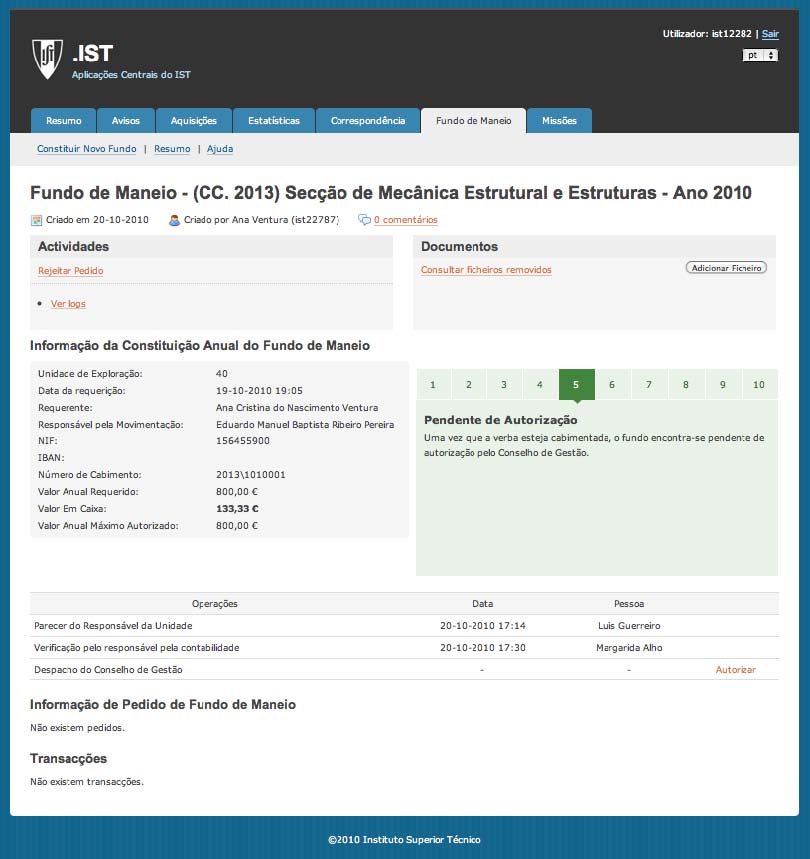 Utilizador: ist12282 | Sair
pt
.IST
Aplicações Centrais do IST
Resumo Avisos Aquisições Estatísticas Correspondência Fundo de Maneio Missões
Constituir Novo Fundo | Resumo | Ajuda
Fundo de Maneio - (CC. 2013) Secção de Mecânica Estrutural e Estruturas - Ano 2010
Criado em 20-10-2010 Criado por Ana Ventura (ist22787) 0 comentários
Actividades
Rejeitar Pedido
• Ver logs
Documentos
Consultar ficheiros removidos Adicionar Ficheiro
Informação da Constituição Anual do Fundo de Maneio
Unidade de Exploração: 40
Data da requerição: 19-10-2010 19:05
Requerente: Ana Cristina do Nascimento Ventura
Responsável pela Movimentação: Eduardo Manuel Baptista Ribeiro Pereira
NIF: 156455900
IBAN:
Número de Cabimento: 2013\1010001
Valor Anual Requerido: 800,00 €
Valor Em Caixa: 133,33 €
Valor Anual Máximo Autorizado: 800,00 €
1 2 3 4 5 6 7 8 9 10
Pendente de Autorização
Uma vez que a verba esteja cabimentada, o fundo encontra-se pendente de
autorização pelo Conselho de Gestão.
Operações Data Pessoa
Parecer do Responsável da Unidade 20-10-2010 17:14 Luis Guerreiro
Verificação pelo responsável pela contabilidade 20-10-2010 17:30 Margarida Alho
Despacho do Conselho de Gestão - - Autorizar
Informação de Pedido de Fundo de Maneio
Não existem pedidos.
Transacções
Não existem transacções.
©2010 Instituto Superior Técnico